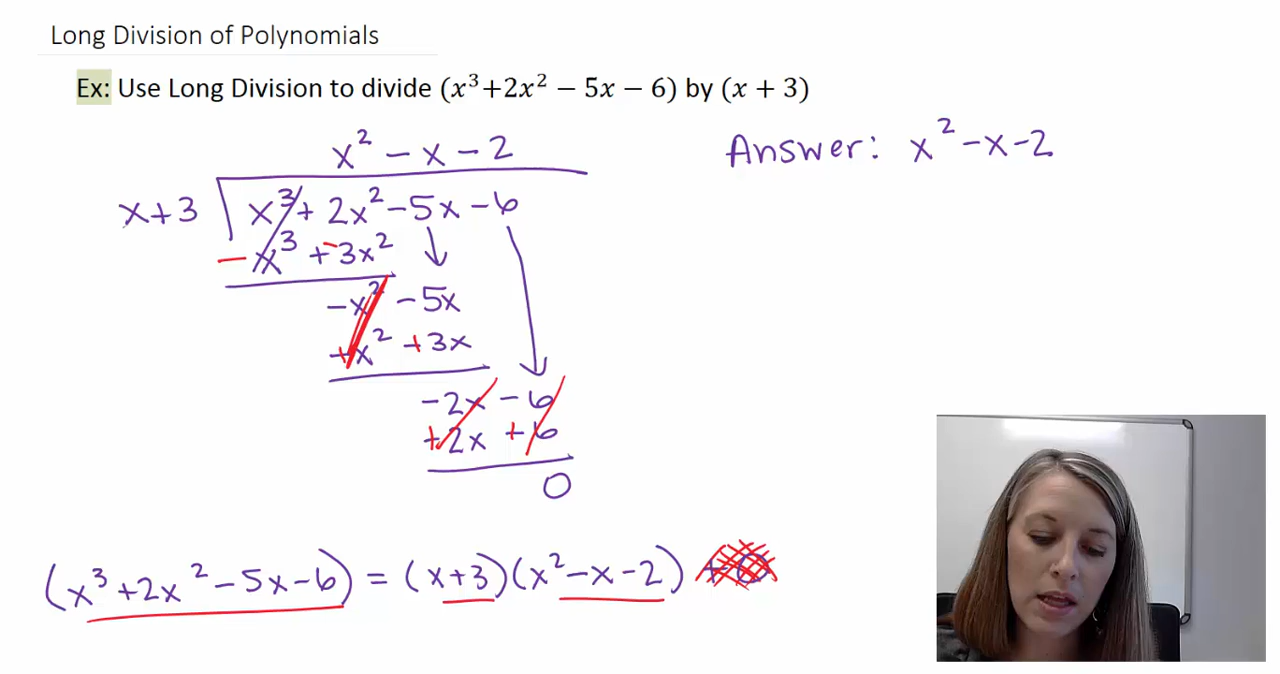 Long Division of Polynomials
Ex: Use Long Division to divide (x³+2x² − 5x − 6) by (x + 3)
Answer: x² − x − 2
x² − x − 2
x+3 x³ + 2x² − 5x − 6
− x³ + − 3x²
−x² − 5x
+x² + 3x
−2x − 6
+2x + 6
0
(x³+2x² − 5x − 6) = (x+3)(x² − x − 2)